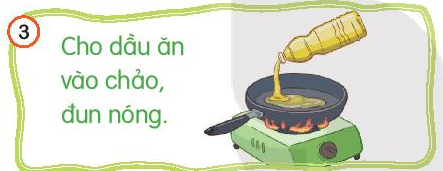 3
Cho dầu ăn
vào chảo,
đun nóng.